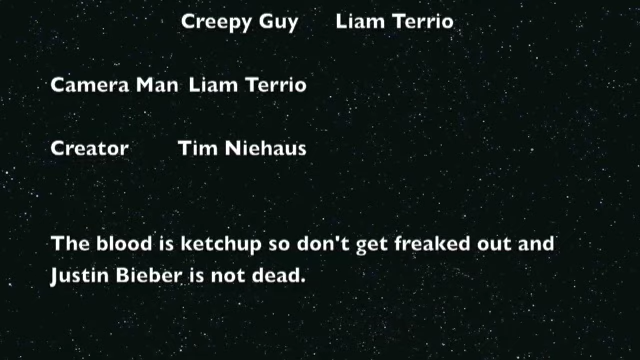 Creepy Guy Liam Terrio
Camera Man Liam Terrio
Creator Tim Niehaus
The blood is ketchup so don't get freaked out and
Justin Bieber is not dead.